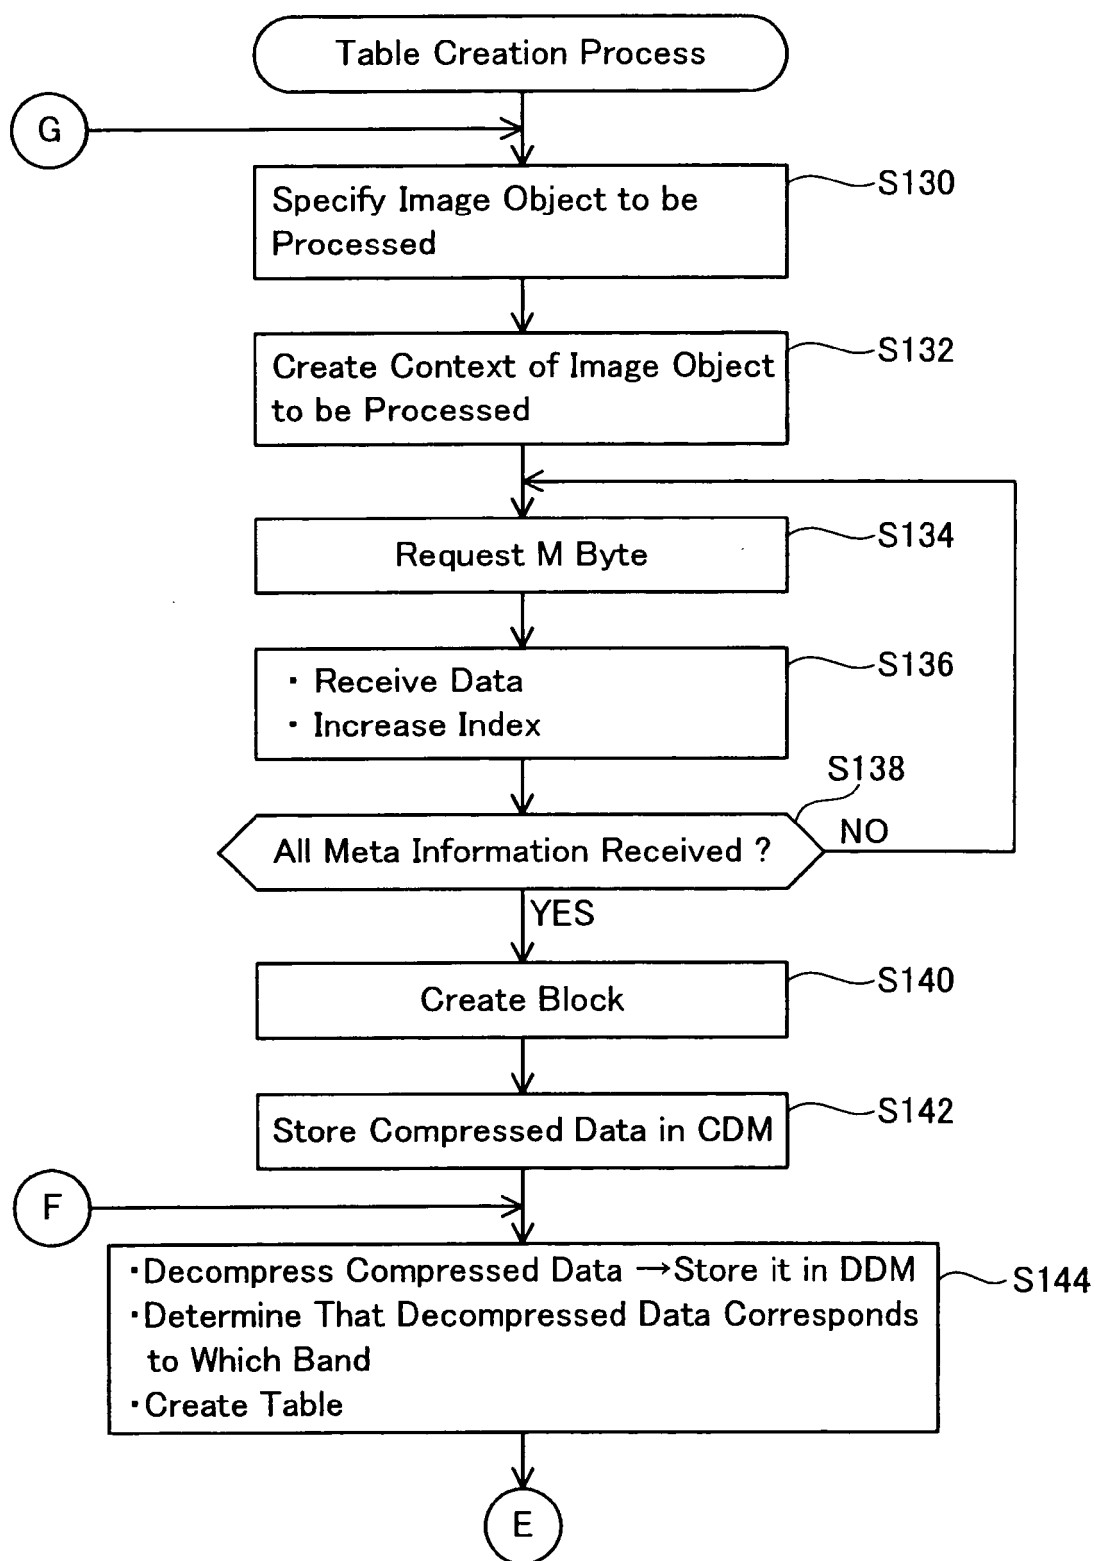 Table Creation Process
G
S130
Specify Image Object to be
Processed
S132
Create Context of Image Object
to be Processed
S134
Request M Byte
S136
・Receive Data
・Increase Index
S138
All Meta Information Received ?
NO
YES
S140
Create Block
S142
Store Compressed Data in CDM
F
・Decompress Compressed Data →Store it in DDM
S144
・Determine That Decompressed Data Corresponds
to Which Band
・Create Table
E